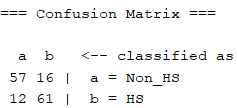 === Confusion Matrix ===
a b <-- classified as
57 16 | a = Non_HS
12 61 | b = HS